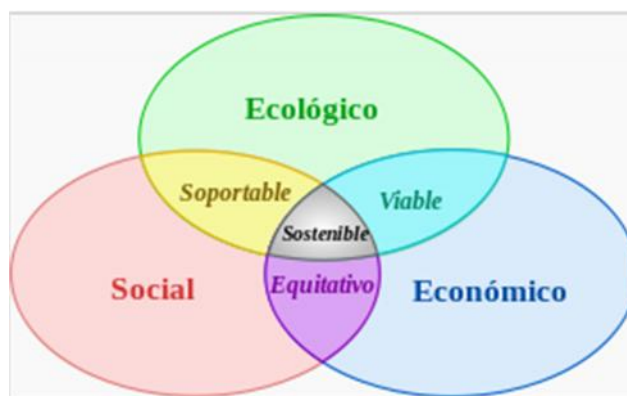 Ecológico
Soportable
Viable
Sostenible
Social
Equitativo
Económico